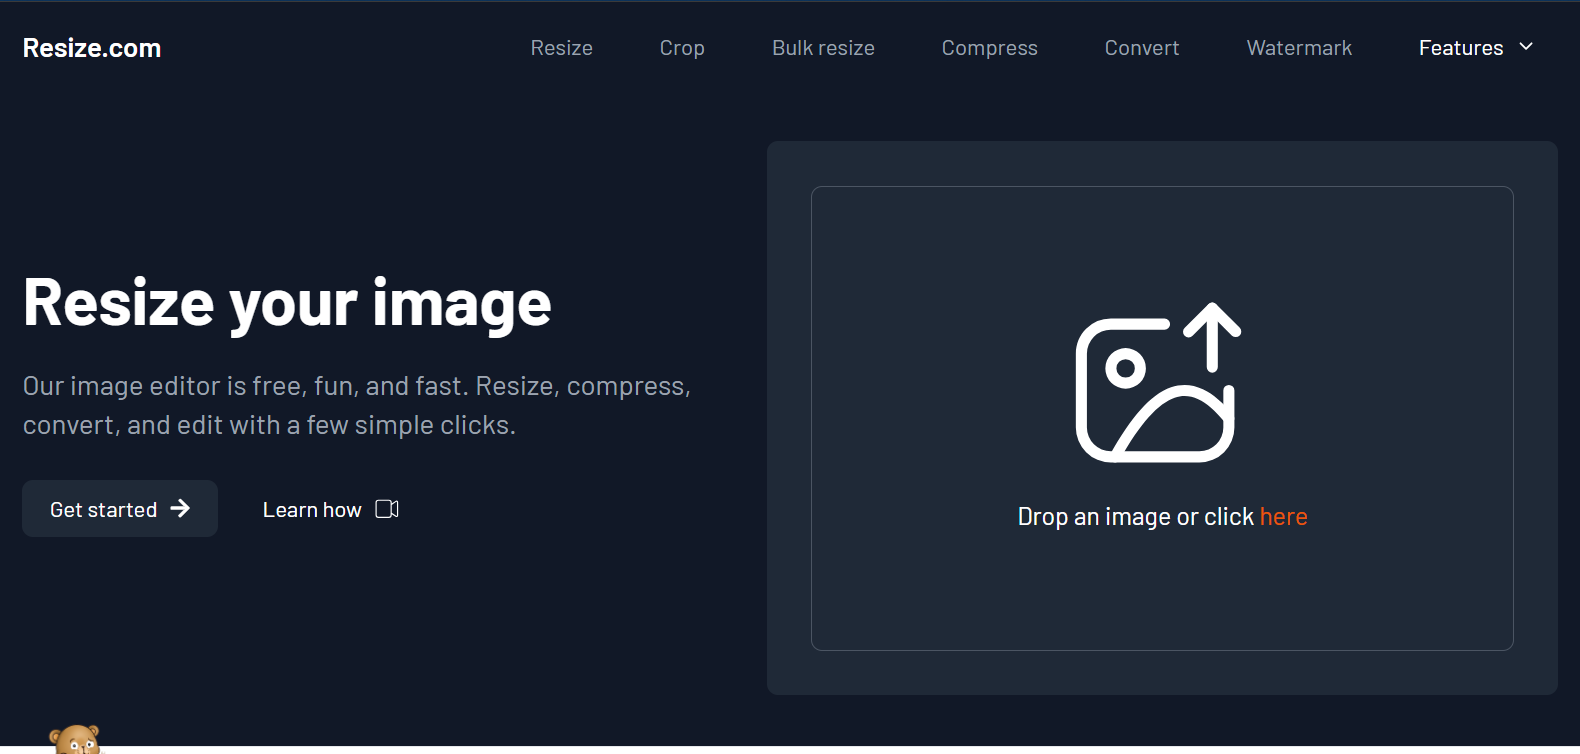 Resize.com
Resize
Crop
Bulk resize
Compress
Convert
Watermark
Features
Resize your image
Our image editor is free, fun, and fast. Resize, compress,
convert, and edit with a few simple clicks.
Get started
Learn how
Drop an image or click here